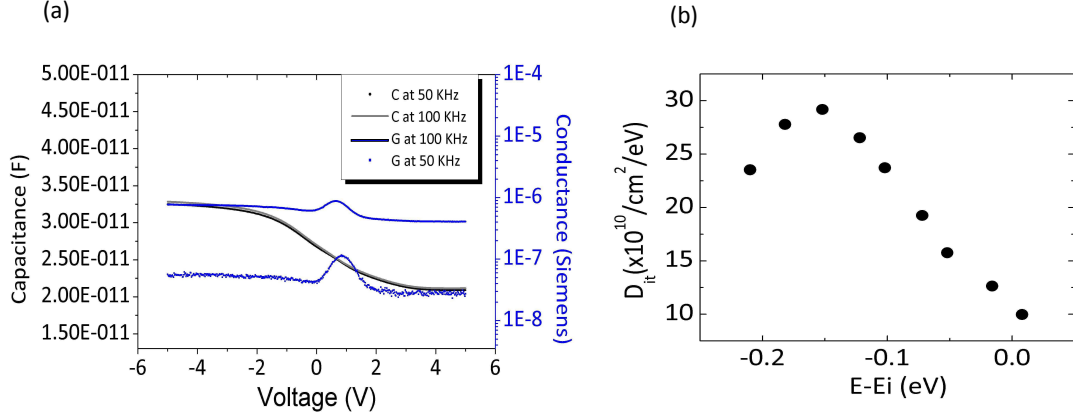 (a)
5.00E-011
4.50E-011
4.00E-011
3.50E-011
3.00E-011
2.50E-011
2.00E-011
1.50E-011
Capacitance (F)
-6
-4
-2
0
2
4
6
Voltage (V)
C at 50 KHz
C at 100 KHz
G at 100 KHz
G at 50 KHz
1E-4
1E-5
1E-6
1E-7
1E-8
Conductance (Siemens)
(b)
30
25
20
15
10
D_it(x10^10/cm^2/eV)
-0.2
-0.1
0.0
E-Ei (eV)